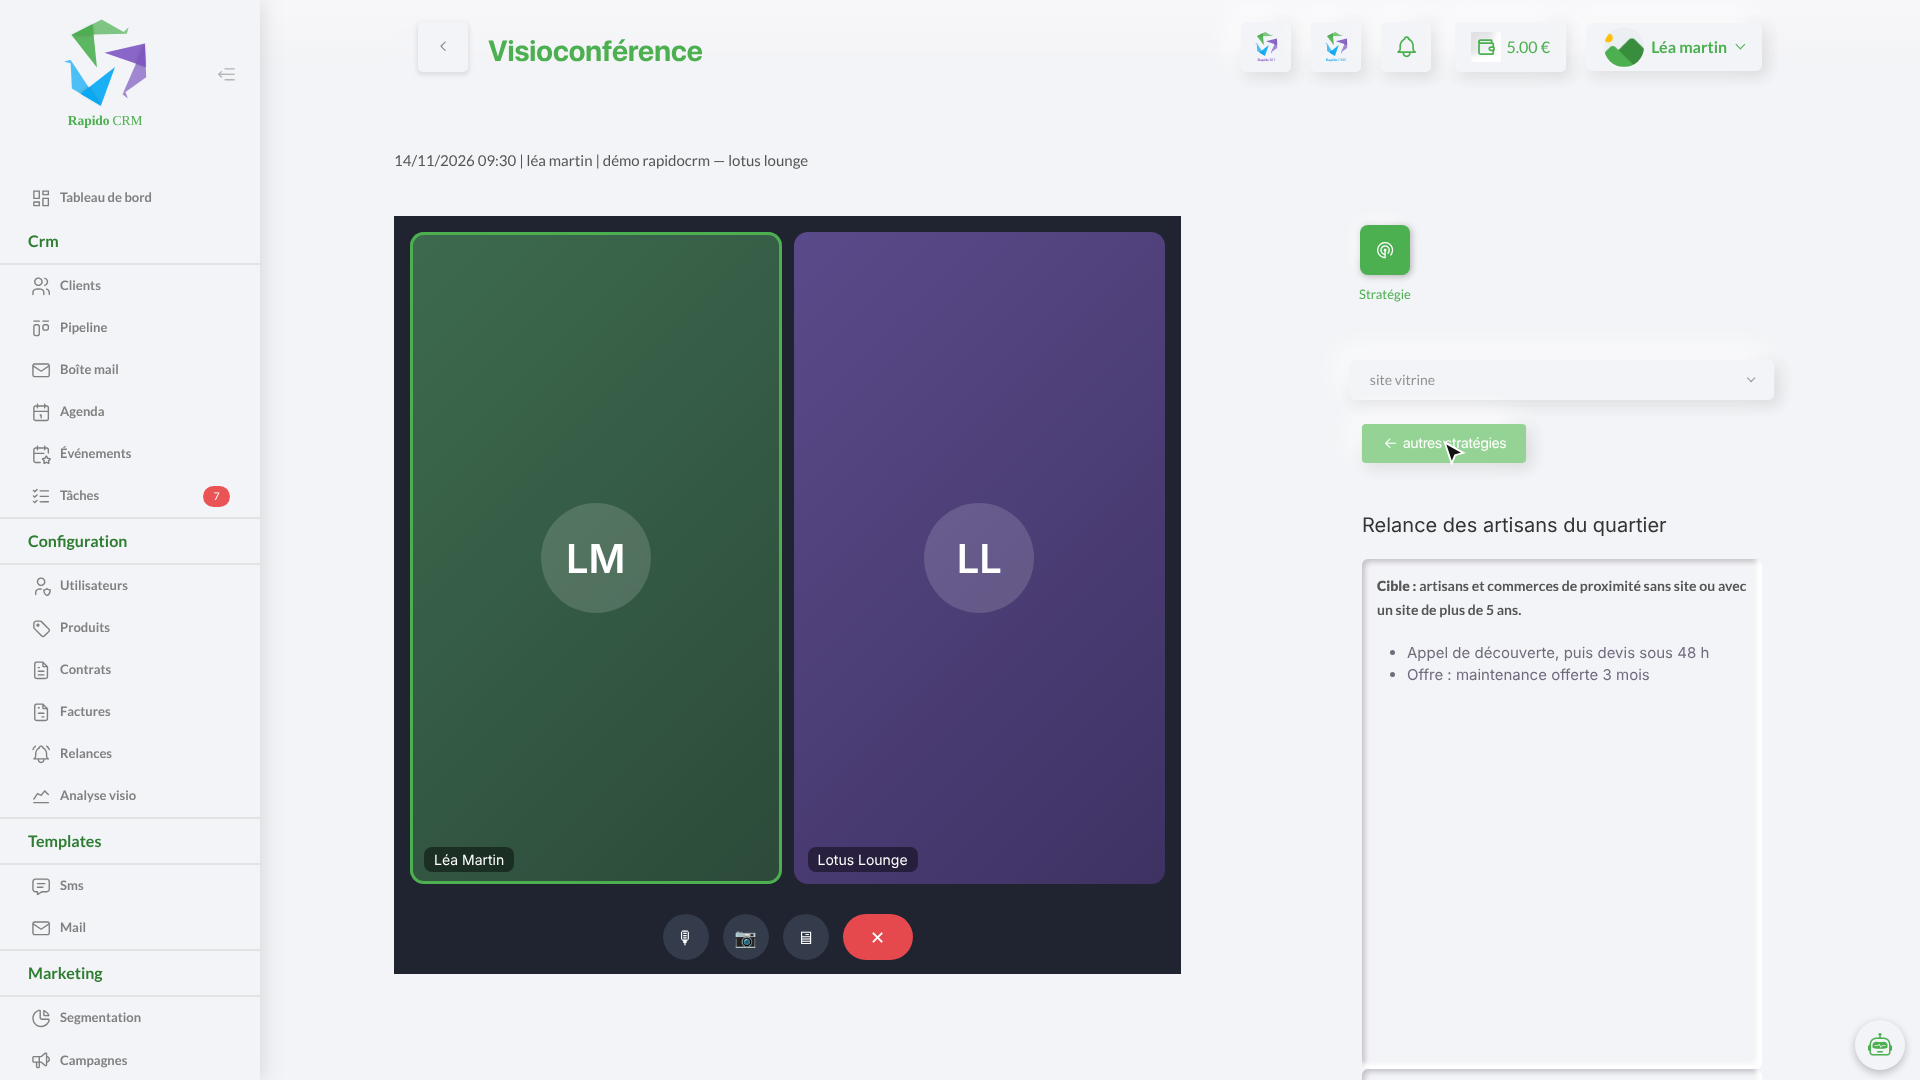 Rapido CRM
Tableau de bord
Crm
Clients
Pipeline
Boîte mail
Agenda
Événements
Tâches
7
Configuration
Utilisateurs
Produits
Contrats
Factures
Relances
Analyse visio
Templates
Sms
Mail
Marketing
Segmentation
Campagnes
Visioconférence
5.00 €
Léa martin
14/11/2026 09:30 | léa martin | démo rapidocrm — lotus lounge
LM
Léa Martin
LL
Lotus Lounge
Stratégie
site vitrine
← autres stratégies
Relance des artisans du quartier
Cible : artisans et commerces de proximité sans site ou avec
un site de plus de 5 ans.
• Appel de découverte, puis devis sous 48 h
• Offre : maintenance offerte 3 mois